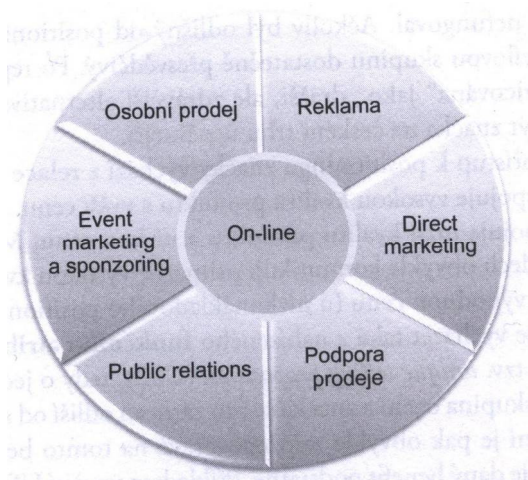 Osobní prodej
Reklama
Event
marketing
a sponzoring
On-line
Direct
marketing
Public relations
Podpora
prodeje